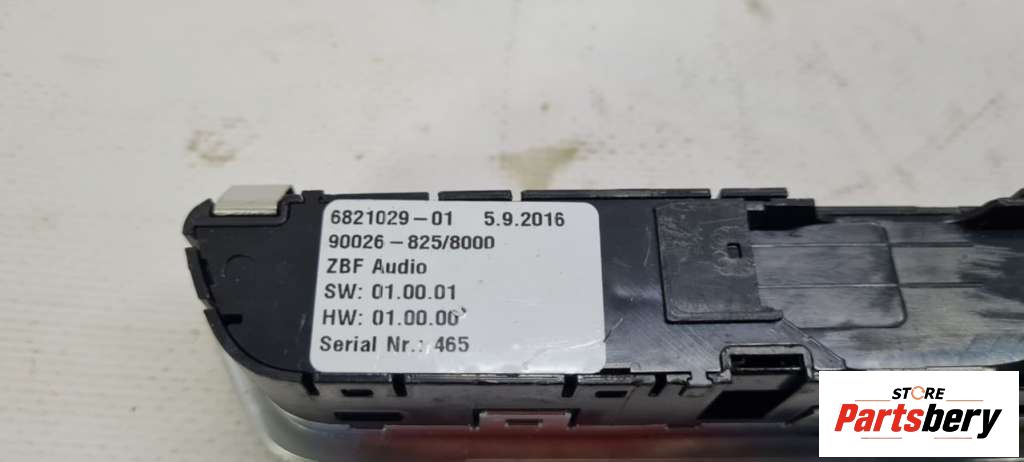 6821029-01 5.9.2016
90026-825/8000
ZBF Audio
SW: 01.00.01
HW: 01.00.00
Serial Nr.: 465
STORE
Partsbery